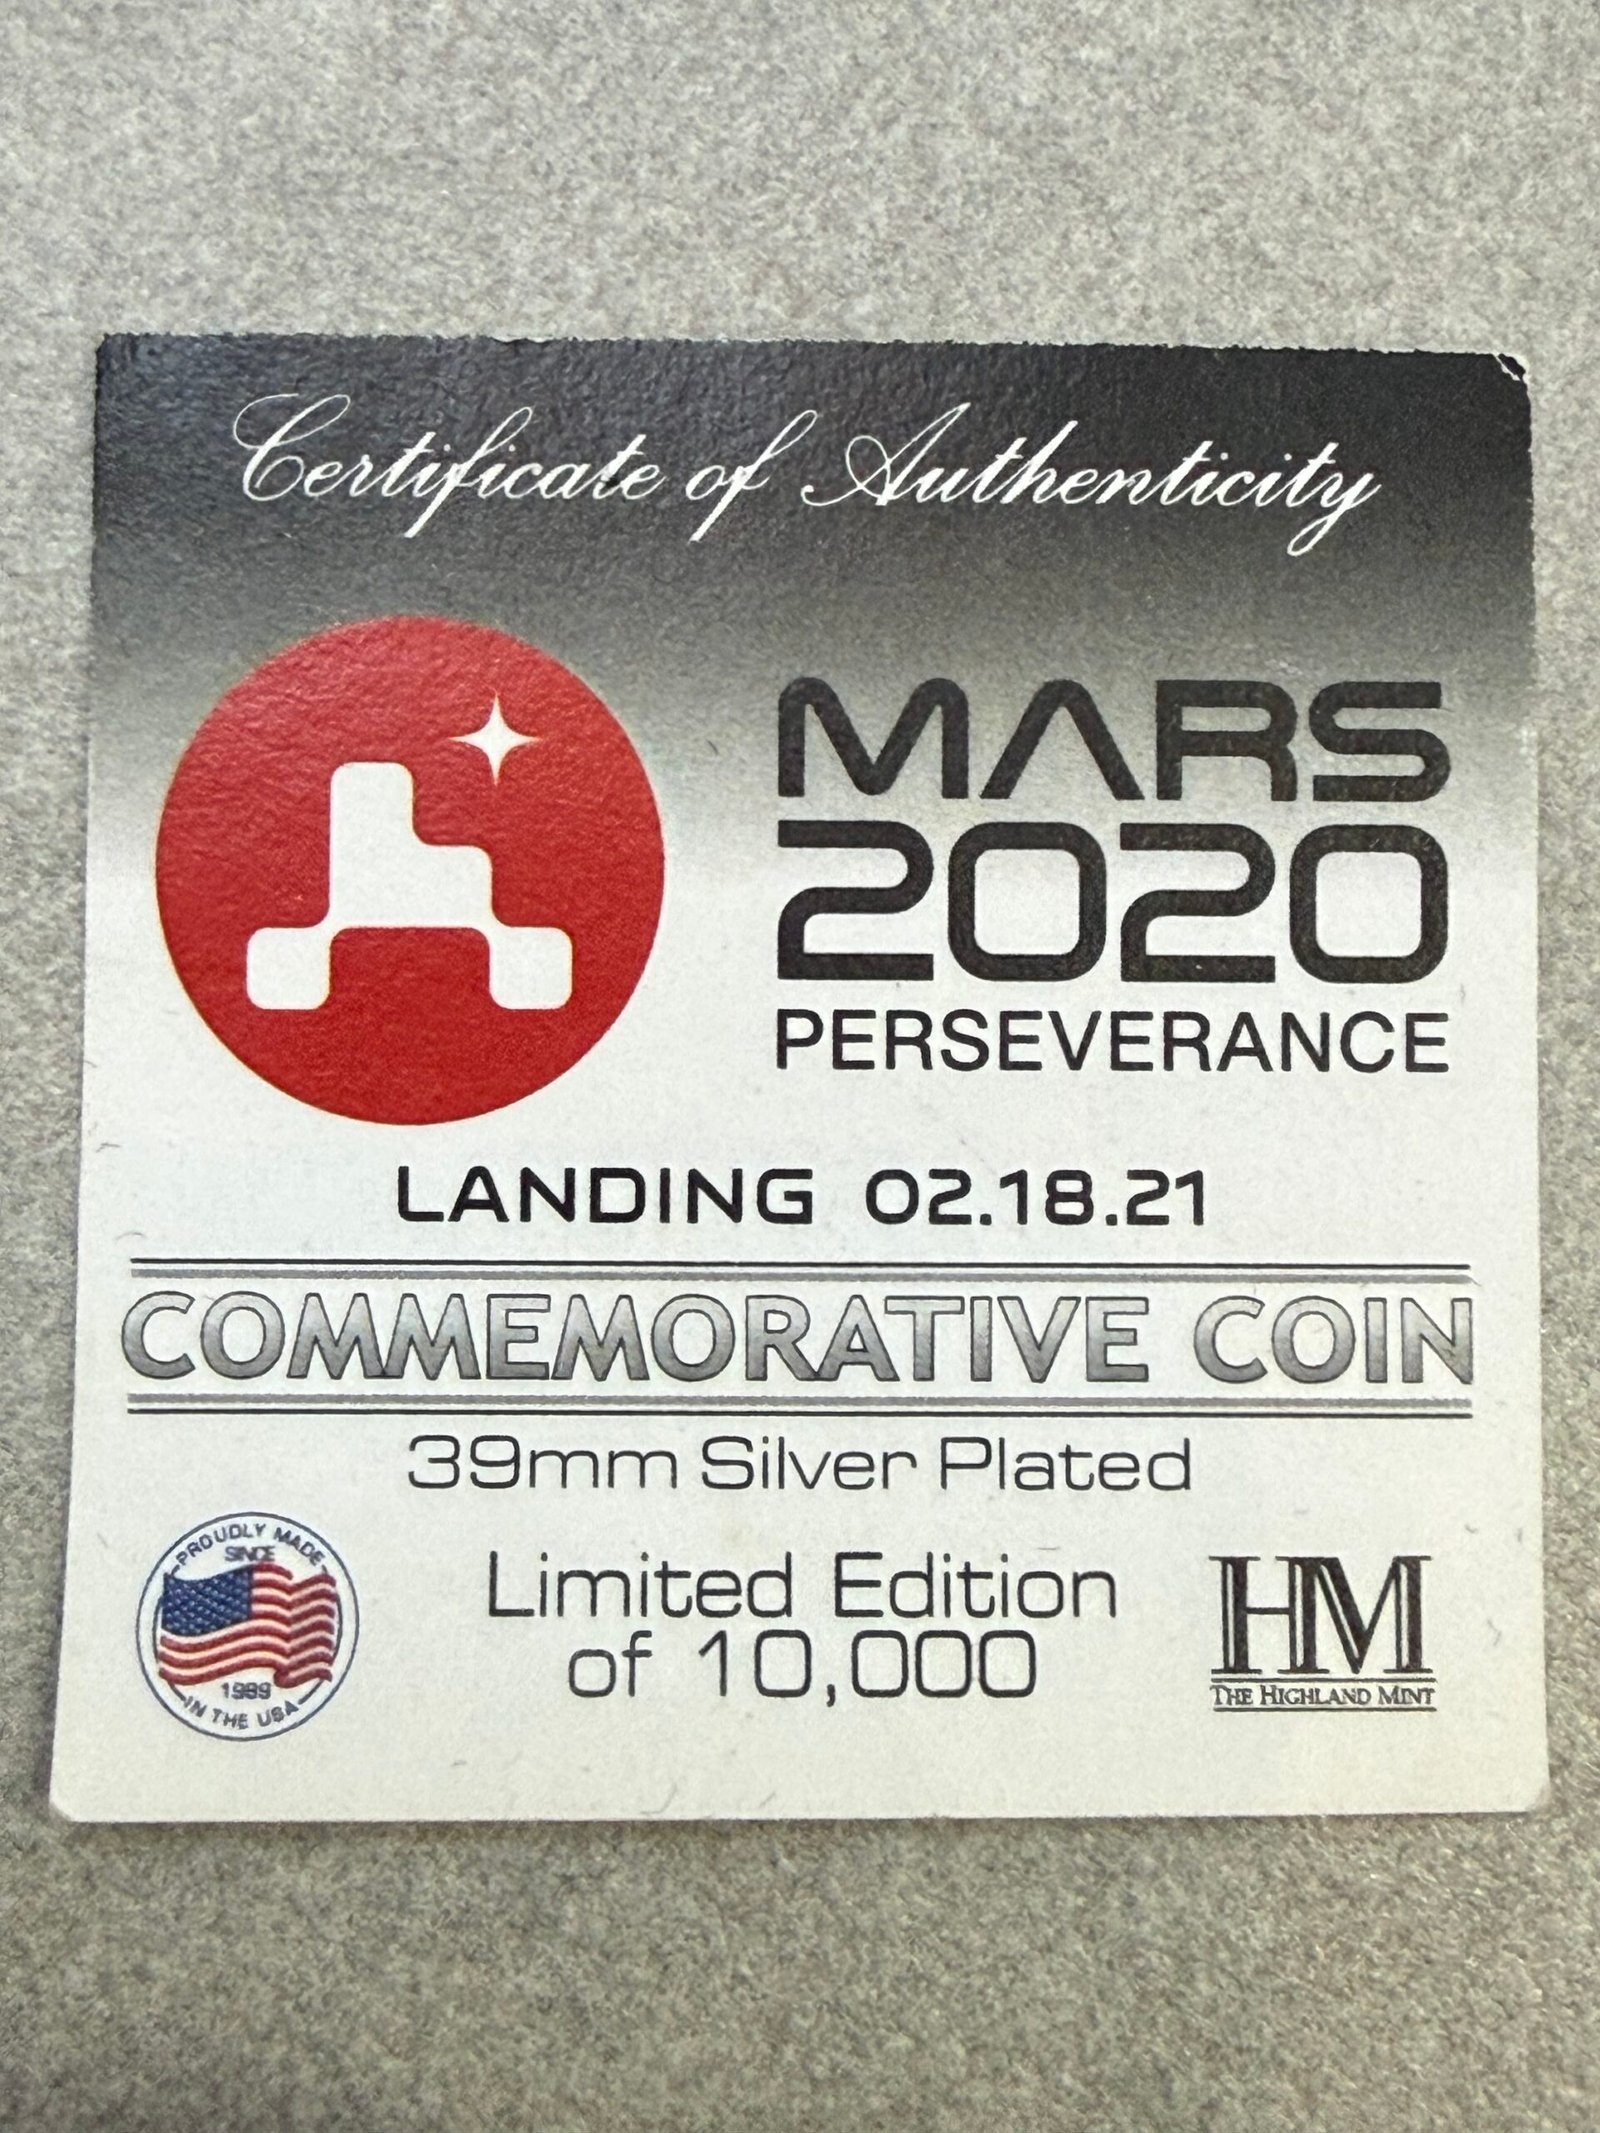 Certificate of Authenticity
MARS
2020
PERSEVERANCE
LANDING 02.18.21
COMMEMORATIVE COIN
39mm Silver Plated
PROUDLY MADE
SINCE
1989
IN THE USA
Limited Edition
of 10,000
HM
THE HIGHLAND MINT